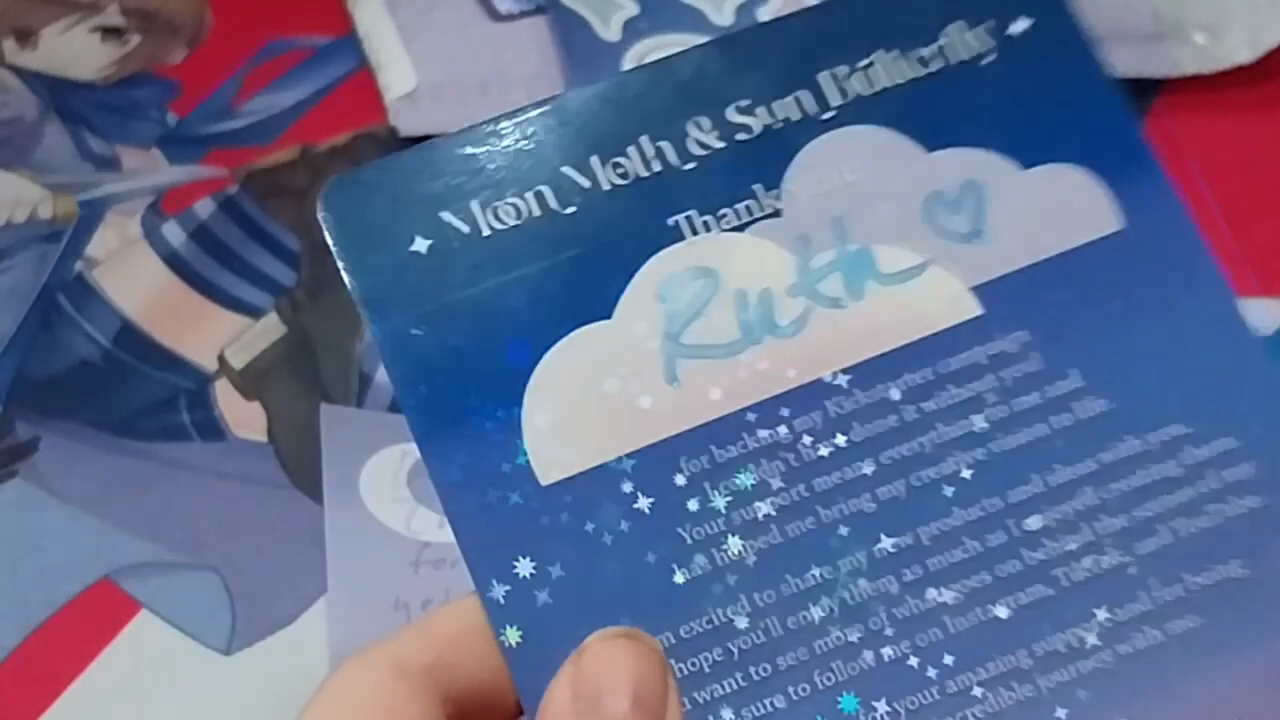 Moon Moth & Sun Butterfly
Thank you
Ruth
for backing my Kickstarter campaign
I couldn't have done it without you!
Your support means everything to me and
has helped me bring my creative vision to life.
excited to share my new products and ideas with you
hope you'll enjoy them as much as I enjoyed creating them
want to see more of what goes on behind the scenes of my
sure to follow me on Instagram, TikTok, and YouTube
for your amazing support and for being
incredible journey with me.
for